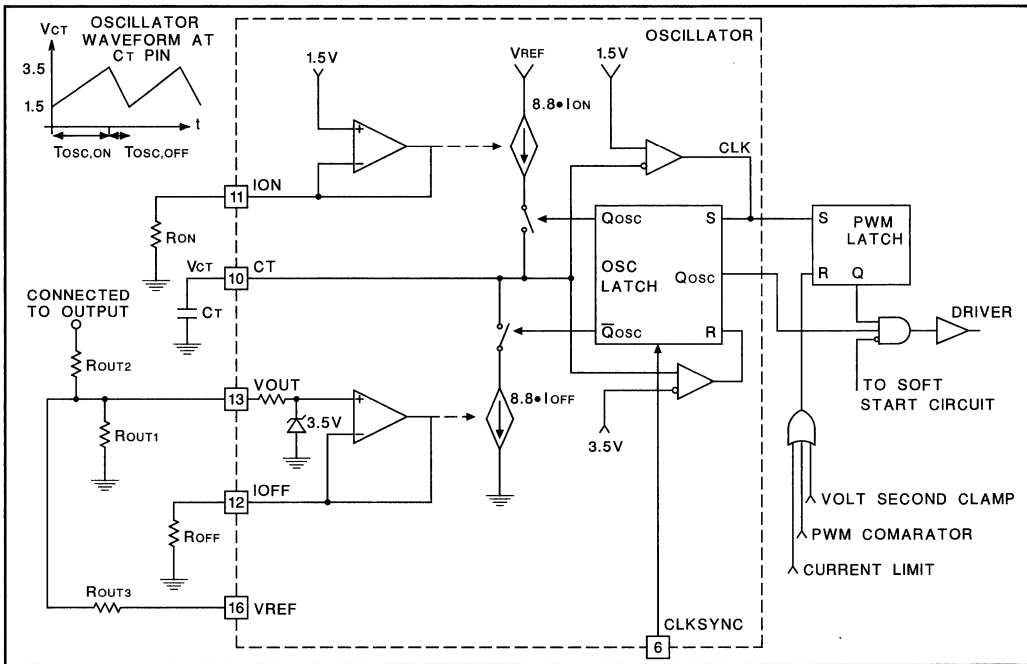 OSCILLATOR
WAVEFORM AT
CT PIN
VCT
3.5
1.5
t
TOSC,ON
TOSC,OFF
OSCILLATOR
1.5V
VREF
1.5V
8.8•ION
CLK
11
ION
RON
QOSC
S
S
PWM
LATCH
R
Q
VCT
10
CT
CT
OSC
LATCH
QOSC
Q̅OSC
R
DRIVER
CONNECTED
TO OUTPUT
ROUT2
13
VOUT
3.5V
8.8•IOFF
3.5V
TO SOFT
START CIRCUIT
ROUT1
12
IOFF
ROFF
VOLT SECOND CLAMP
PWM COMARATOR
CURRENT LIMIT
ROUT3
16
VREF
CLKSYNC
6